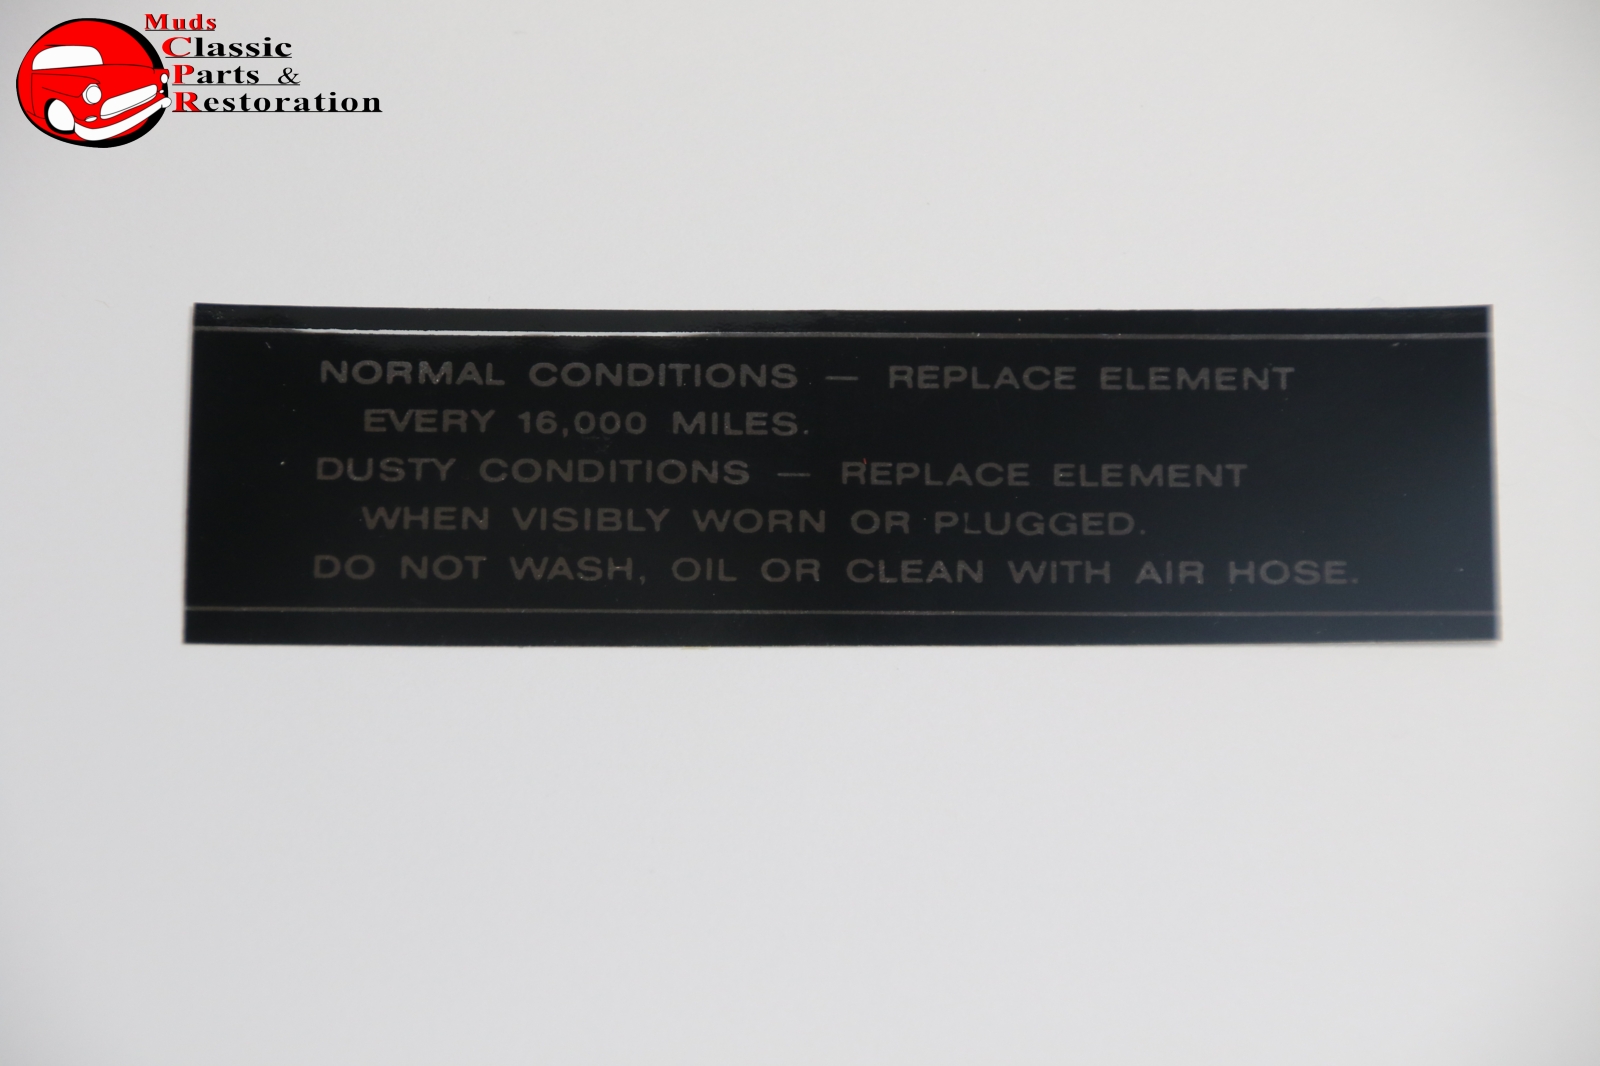 Muds
Classic
Parts &
Restoration
NORMAL CONDITIONS — REPLACE ELEMENT
EVERY 16,000 MILES.
DUSTY CONDITIONS — REPLACE ELEMENT
WHEN VISIBLY WORN OR PLUGGED.
DO NOT WASH, OIL OR CLEAN WITH AIR HOSE.